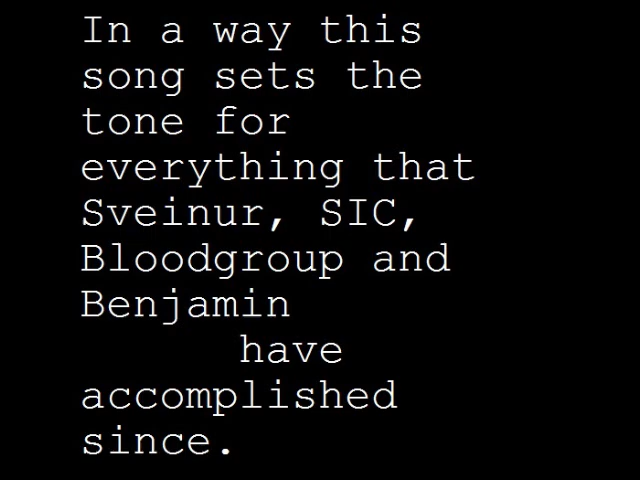 In a way this
song sets the
tone for
everything that
Sveinur, SIC,
Bloodgroup and
Benjamin
have
accomplished
since.